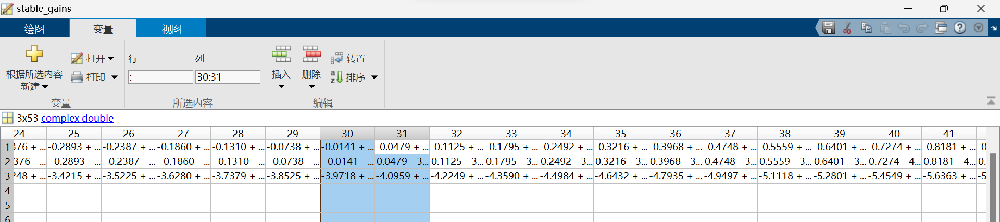 stable_gains
绘图 变量 视图
根据所选内容 新建 打开 打印 行 列
: 30:31
插入 删除 转置 排序
变量 所选内容 编辑
3x53 complex double
24 25 26 27 28 29 30 31 32 33 34 35 36 37 38 39 40 41
1 376 + ... -0.2893 + ... -0.2387 + ... -0.1860 + ... -0.1310 + ... -0.0738 + ... -0.0141 + ... 0.0479 + ... 0.1125 + ... 0.1795 + ... 0.2492 + ... 0.3216 + ... 0.3968 + ... 0.4748 + ... 0.5559 + ... 0.6401 + ... 0.7274 + ... 0.8181 + ... 0
2 376 - ... -0.2893 - ... -0.2387 - ... -0.1860 - ... -0.1310 - ... -0.0738 - ... -0.0141 - ... 0.0479 - 3... 0.1125 - 3... 0.1795 - 3... 0.2492 - 3... 0.3216 - 3... 0.3968 - 3... 0.4748 - 3... 0.5559 - 3... 0.6401 - 3... 0.7274 - 4... 0.8181 - 4... 0.
3 248 + ... -3.4215 + ... -3.5225 + ... -3.6280 + ... -3.7379 + ... -3.8525 + ... -3.9718 + ... -4.0959 + ... -4.2249 + ... -4.3590 + ... -4.4984 + ... -4.6432 + ... -4.7935 + ... -4.9497 + ... -5.1118 + ... -5.2801 + ... -5.4549 + ... -5.6363 + ... -5
4
5
6